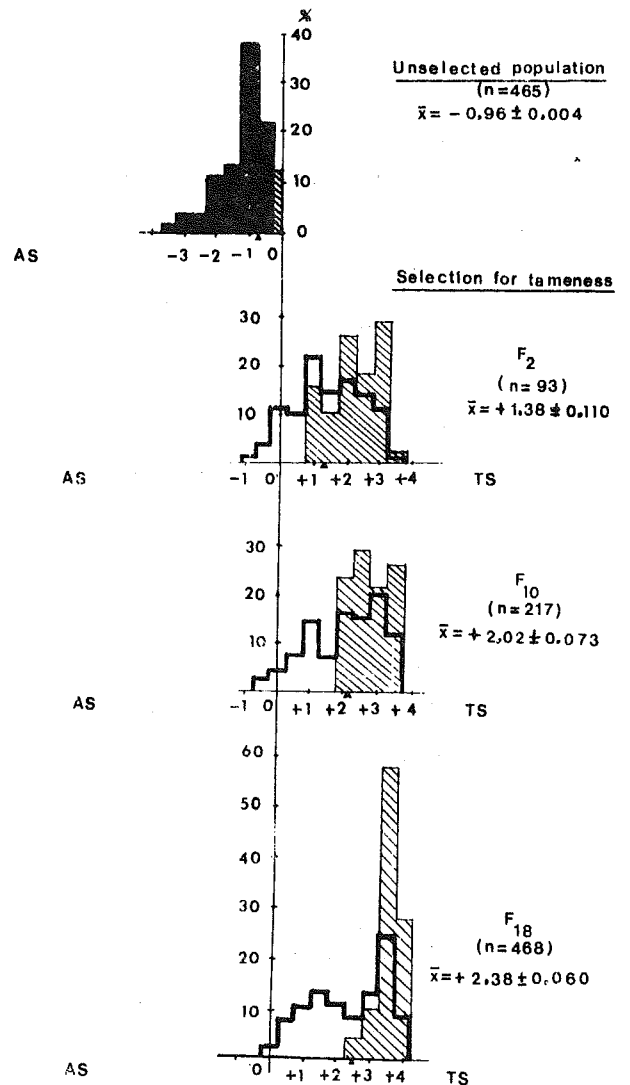 %
40
30
20
10
0
Unselected population
(n=465)
x̄ = − 0.96 ± 0.004
AS
-4 −3 −2 −1 0
Selection for tameness
30
20
10
F2
(n=93)
x̄ = + 1.38 ± 0.110
AS
−1 0 +1 +2 +3 +4
TS
30
20
10
F10
(n=217)
x̄ = + 2,02 ± 0.073
AS
−1 0 +1 +2 +3 +4
TS
60
50
40
30
20
10
F18
(n=468)
x̄ = + 2.38 ± 0.060
AS
0 +1 +2 +3 +4
TS